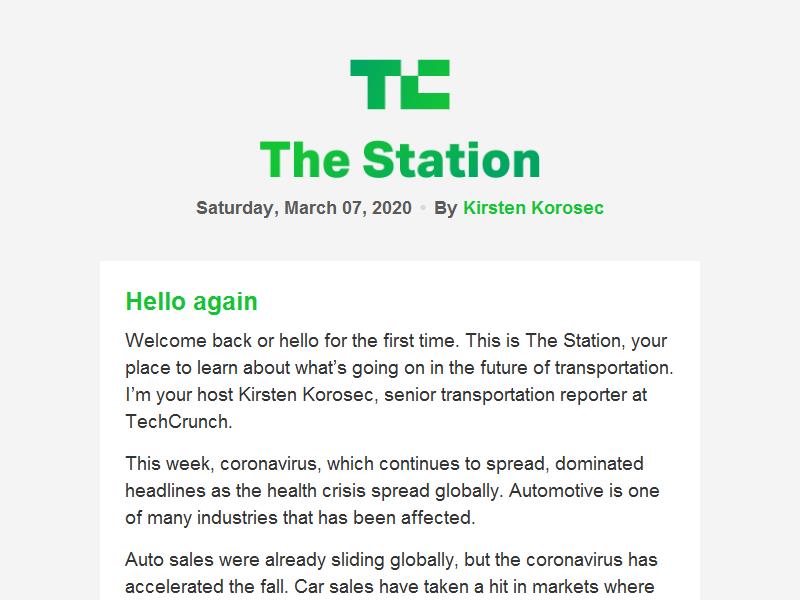 TC
The Station
Saturday, March 07, 2020 • By Kirsten Korosec
Hello again
Welcome back or hello for the first time. This is The Station, your
place to learn about what’s going on in the future of transportation.
I’m your host Kirsten Korosec, senior transportation reporter at
TechCrunch.
This week, coronavirus, which continues to spread, dominated
headlines as the health crisis spread globally. Automotive is one
of many industries that has been affected.
Auto sales were already sliding globally, but the coronavirus has
accelerated the fall. Car sales have taken a hit in markets where